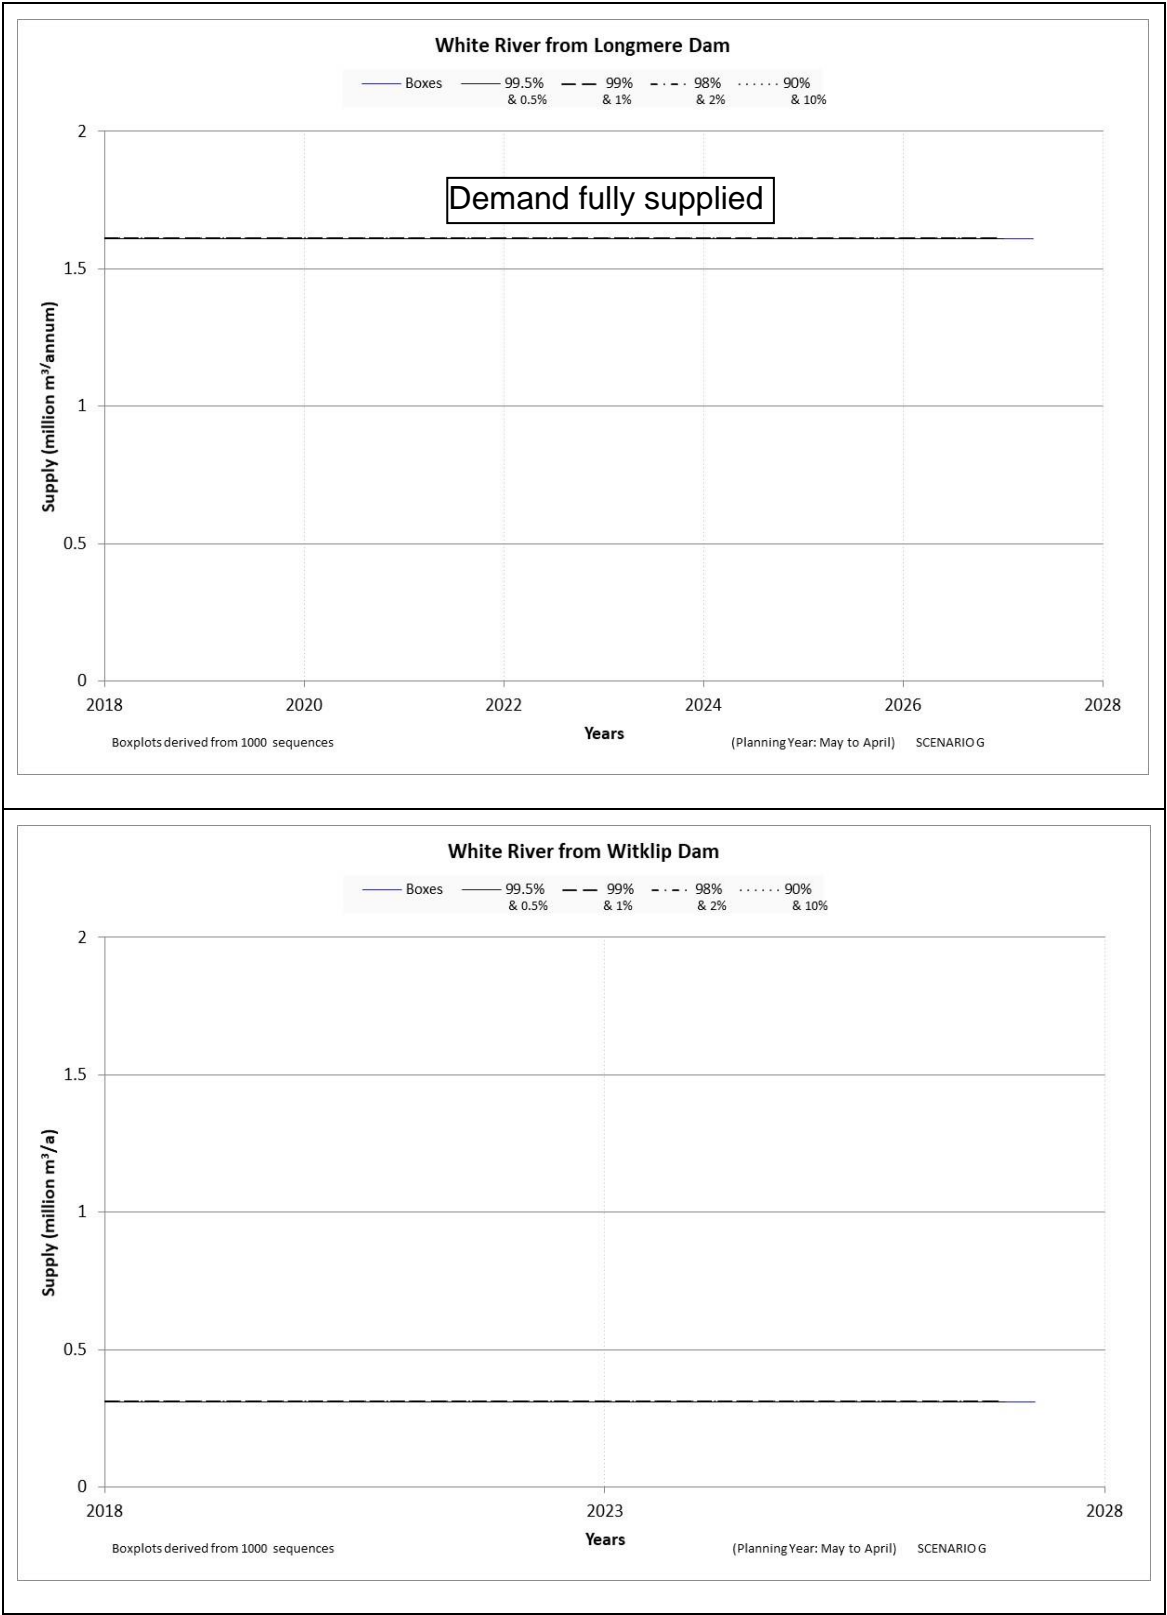 White River from Longmere Dam
Boxes 99.5% 99% 98% 90%
& 0.5% & 1% & 2% & 10%
2
Demand fully supplied
1.5
Supply (million m³/annum)
1
0.5
0
2018 2020 2022 2024 2026 2028
Years
Boxplots derived from 1000 sequences (Planning Year: May to April) SCENARIO G
White River from Witklip Dam
Boxes 99.5% 99% 98% 90%
& 0.5% & 1% & 2% & 10%
2
1.5
Supply (million m³/a)
1
0.5
0
2018 2023 2028
Years
Boxplots derived from 1000 sequences (Planning Year: May to April) SCENARIO G